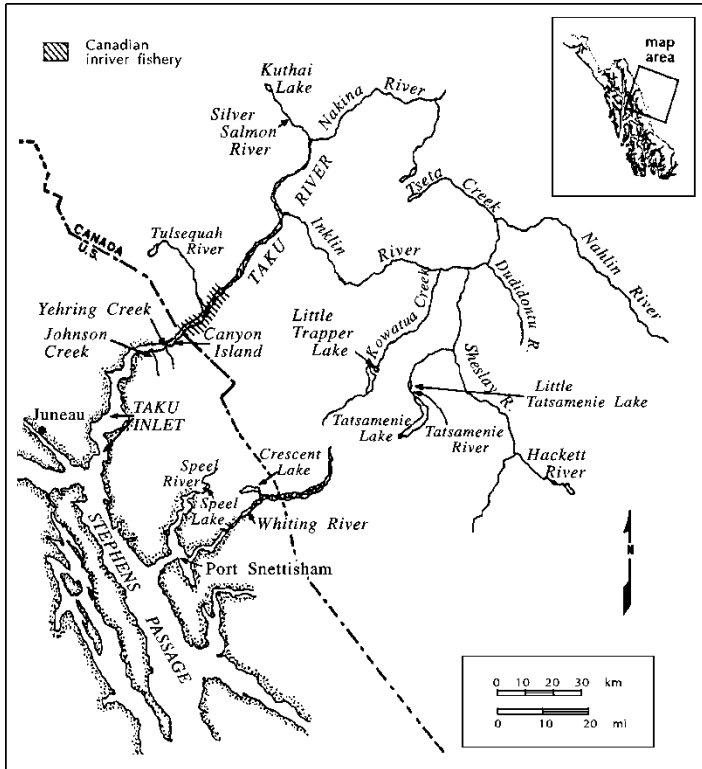 Canadian
inriver fishery
map
area
Kuthai
Lake
Nakina River
Silver
Salmon
River
TAKU RIVER
Tseta Creek
Inklin River
Nahlin River
Dudidontu R.
CANADA
U.S.
Tulsequah
River
Yehring Creek
Johnson
Creek
Canyon
Island
Little
Trapper
Lake
Kowatua Creek
Sheslay R.
Little
Tatsamenie Lake
Tatsamenie
Lake
Tatsamenie
River
Hackett
River
Juneau
TAKU
INLET
Crescent
Lake
Speel
River
Speel
Lake
Whiting River
Port Snettisham
STEPHENS PASSAGE
N
0 10 20 30 km
0 10 20 mi